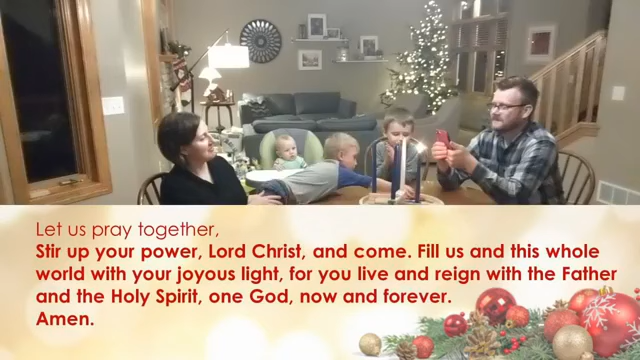 Let us pray together,
Stir up your power, Lord Christ, and come. Fill us and this whole
world with your joyous light, for you live and reign with the Father
and the Holy Spirit, one God, now and forever.
Amen.